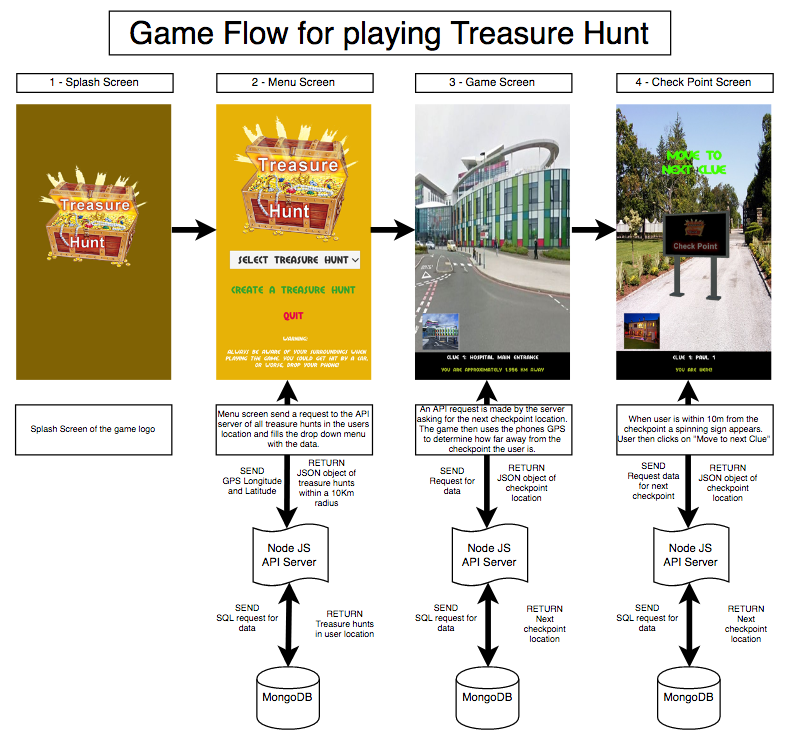 Game Flow for playing Treasure Hunt
1 - Splash Screen
2 - Menu Screen
3 - Game Screen
4 - Check Point Screen
Treasure
Hunt
Treasure
Hunt
SELECT TREASURE HUNT
CREATE A TREASURE HUNT
QUIT
WARNING:
ALWAYS BE AWARE OF YOUR SURROUNDINGS WHEN
PLAYING THE GAME. YOU COULD GET HIT BY A CAR,
OR WORSE, DROP YOUR PHONE!
CLUE 1: HOSPITAL MAIN ENTRANCE
YOU ARE APPROXIMATELY 1.956 KM AWAY
MOVE TO
NEXT CLUE
Check Point
CLUE 1: PAUL 1
YOU ARE HERE!
Splash Screen of the game logo
Menu screen send a request to the API
server of all treasure hunts in the users
location and fills the drop down menu
with the data.
An API request is made by the server
asking for the next checkpoint location.
The game then uses the phones GPS
to determine how far away from the
checkpoint the user is.
When user is within 10m from the
checkpoint a spinning sign appears.
User then clicks on "Move to next Clue"
SEND
GPS Longitude
and Latitude
RETURN
JSON object of
treasure hunts
within a 10Km
radius
SEND
Request for
data
RETURN
JSON object of
checkpoint
location
SEND
Request data
for next
checkpoint
RETURN
JSON object of
checkpoint
location
Node JS
API Server
Node JS
API Server
Node JS
API Server
SEND
SQL request for
data
RETURN
Treasure hunts
in user location
SEND
SQL request for
data
RETURN
Next
checkpoint
location
SEND
SQL request for
data
RETURN
Next
checkpoint
location
MongoDB
MongoDB
MongoDB